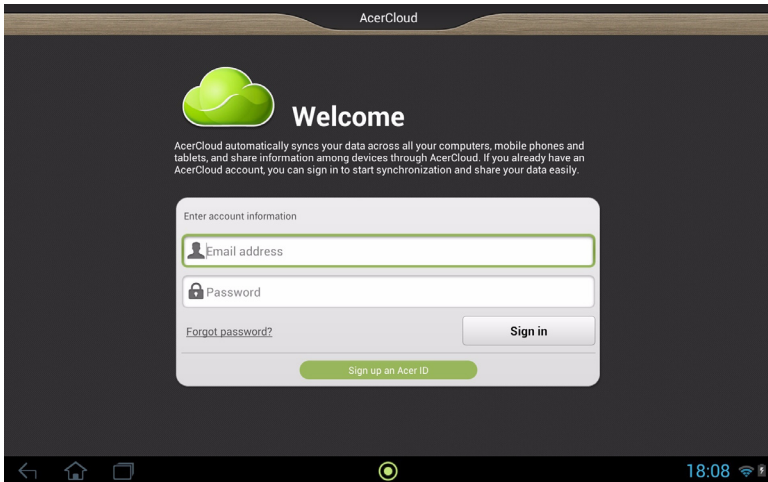 AcerCloud
Welcome
AcerCloud automatically syncs your data across all your computers, mobile phones and
tablets, and share information among devices through AcerCloud. If you already have an
AcerCloud account, you can sign in to start synchronization and share your data easily.
Enter account information
Email address
Password
Forgot password?
Sign in
Sign up an Acer ID
18:08